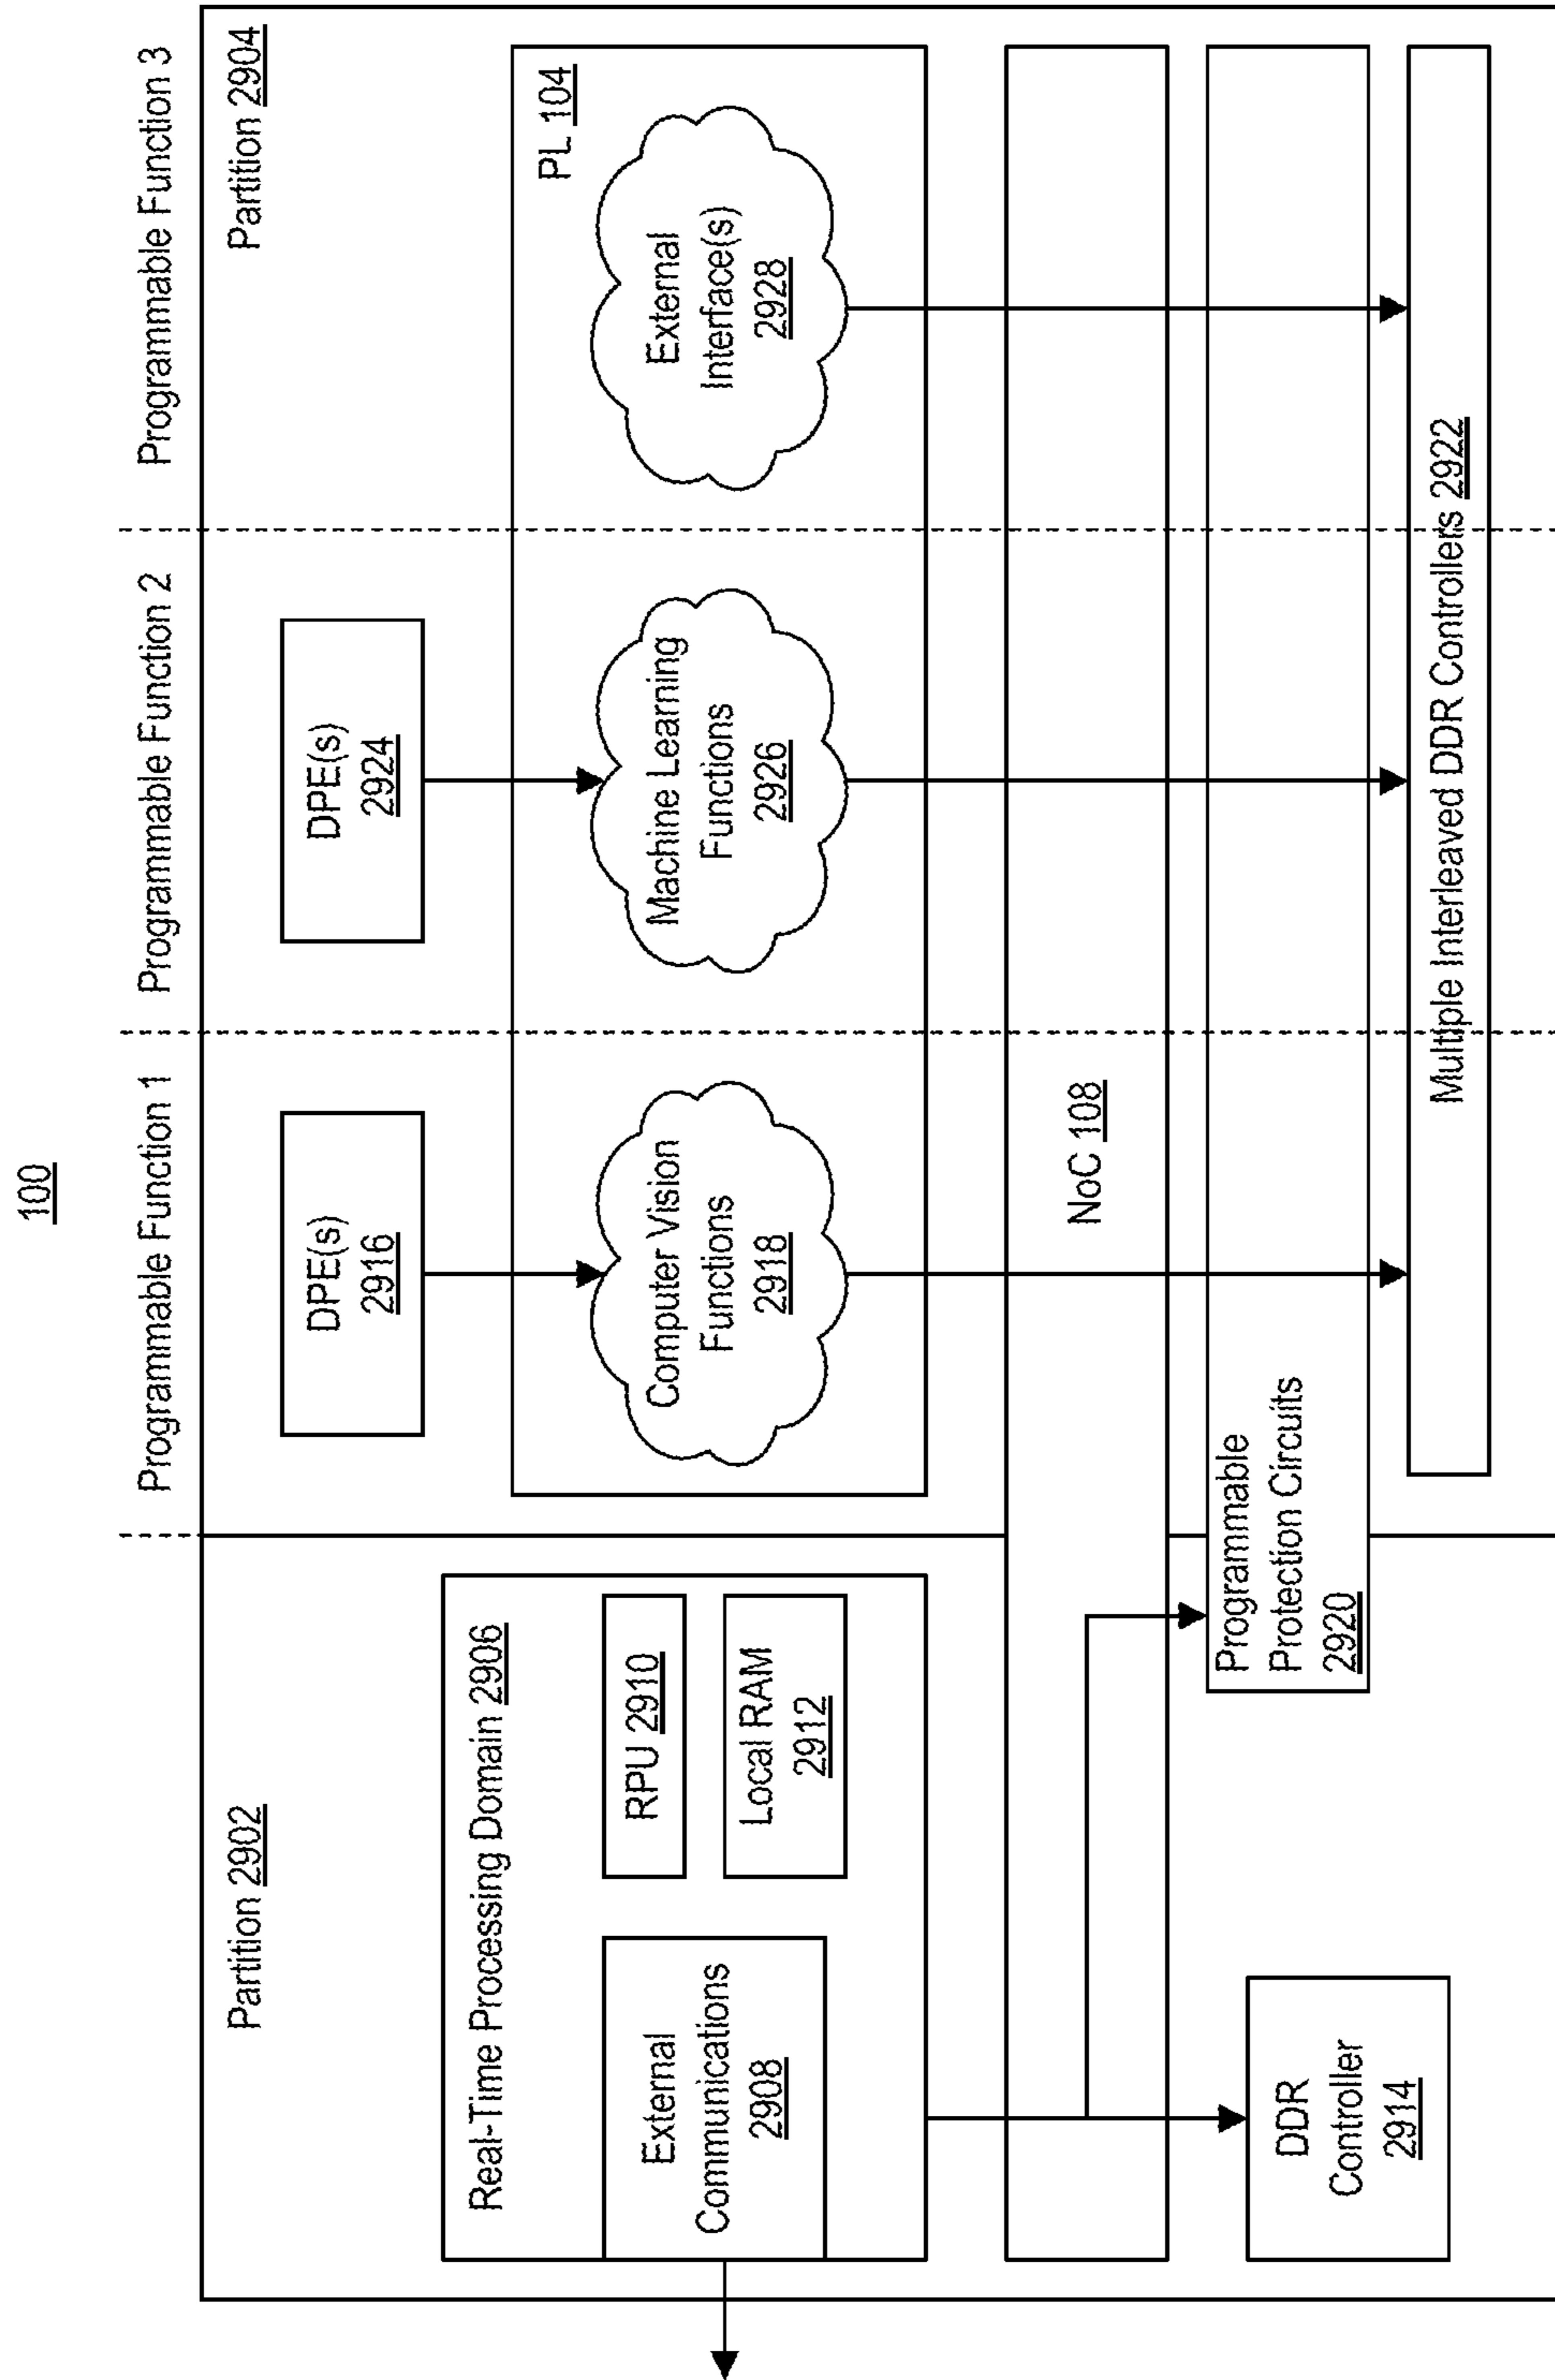 100
Programmable Function 1
Programmable Function 2
Programmable Function 3
Partition 2902
Partition 2904
Real-Time Processing Domain 2906
External
Communications
2908
RPU 2910
Local RAM
2912
DPE(s)
2916
DPE(s)
2924
PL 104
Computer Vision
Functions
2918
Machine Learning
Functions
2926
External
Interface(s)
2928
NoC 108
DDR
Controller
2914
Programmable
Protection Circuits
2920
Multiple Interleaved DDR Controllers 2922